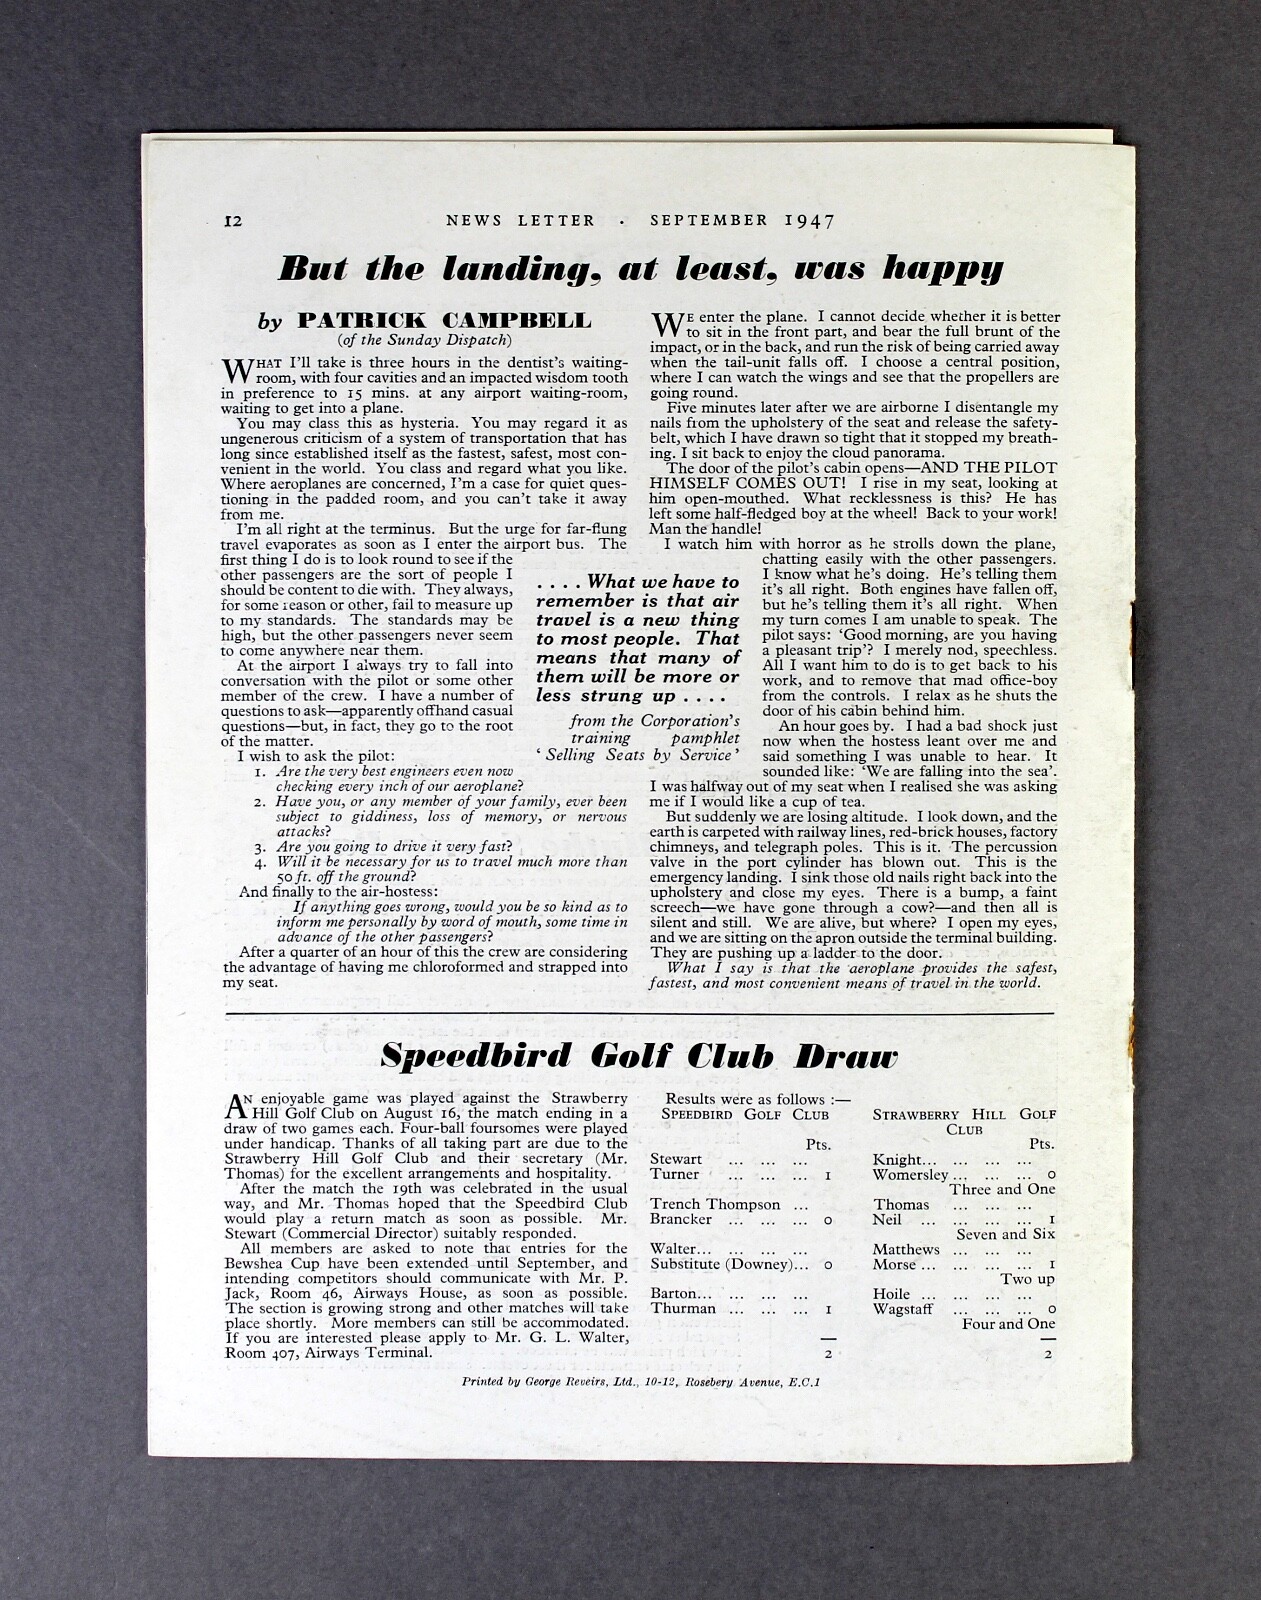 12
NEWS LETTER · SEPTEMBER 1947
But the landing, at least, was happy
by PATRICK CAMPBELL
(of the Sunday Dispatch)
WHAT I'll take is three hours in the dentist's waiting-
room, with four cavities and an impacted wisdom tooth
in preference to 15 mins. at any airport waiting-room,
waiting to get into a plane.
You may class this as hysteria. You may regard it as
ungenerous criticism of a system of transportation that has
long since established itself as the fastest, safest, most con-
venient in the world. You class and regard what you like.
Where aeroplanes are concerned, I'm a case for quiet ques-
tioning in the padded room, and you can't take it away
from me.
I'm all right at the terminus. But the urge for far-flung
travel evaporates as soon as I enter the airport bus. The
first thing I do is to look round to see if the
other passengers are the sort of people I
should be content to die with. They always,
for some reason or other, fail to measure up
to my standards. The standards may be
high, but the other passengers never seem
to come anywhere near them.
At the airport I always try to fall into
conversation with the pilot or some other
member of the crew. I have a number of
questions to ask—apparently offhand casual
questions—but, in fact, they go to the root
of the matter.
I wish to ask the pilot:
1. Are the very best engineers even now
checking every inch of our aeroplane?
2. Have you, or any member of your family, ever been
subject to giddiness, loss of memory, or nervous
attacks?
3. Are you going to drive it very fast?
4. Will it be necessary for us to travel much more than
50 ft. off the ground?
And finally to the air-hostess:
If anything goes wrong, would you be so kind as to
inform me personally by word of mouth, some time in
advance of the other passengers?
After a quarter of an hour of this the crew are considering
the advantage of having me chloroformed and strapped into
my seat.
.... What we have to
remember is that air
travel is a new thing
to most people. That
means that many of
them will be more or
less strung up ....
from the Corporation's
training pamphlet
'Selling Seats by Service'
WE enter the plane. I cannot decide whether it is better
to sit in the front part, and bear the full brunt of the
impact, or in the back, and run the risk of being carried away
when the tail-unit falls off. I choose a central position,
where I can watch the wings and see that the propellers are
going round.
Five minutes later after we are airborne I disentangle my
nails from the upholstery of the seat and release the safety-
belt, which I have drawn so tight that it stopped my breath-
ing. I sit back to enjoy the cloud panorama.
The door of the pilot's cabin opens—AND THE PILOT
HIMSELF COMES OUT! I rise in my seat, looking at
him open-mouthed. What recklessness is this? He has
left some half-fledged boy at the wheel! Back to your work!
Man the handle!
I watch him with horror as he strolls down the plane,
chatting easily with the other passengers.
I know what he's doing. He's telling them
it's all right. Both engines have fallen off,
but he's telling them it's all right. When
my turn comes I am unable to speak. The
pilot says: 'Good morning, are you having
a pleasant trip'? I merely nod, speechless.
All I want him to do is to get back to his
work, and to remove that mad office-boy
from the controls. I relax as he shuts the
door of his cabin behind him.
An hour goes by. I had a bad shock just
now when the hostess leant over me and
said something I was unable to hear. It
sounded like: 'We are falling into the sea'.
I was halfway out of my seat when I realised she was asking
me if I would like a cup of tea.
But suddenly we are losing altitude. I look down, and the
earth is carpeted with railway lines, red-brick houses, factory
chimneys, and telegraph poles. This is it. The percussion
valve in the port cylinder has blown out. This is the
emergency landing. I sink those old nails right back into the
upholstery and close my eyes. There is a bump, a faint
screech—we have gone through a cow?—and then all is
silent and still. We are alive, but where? I open my eyes,
and we are sitting on the apron outside the terminal building.
They are pushing up a ladder to the door.
What I say is that the aeroplane provides the safest,
fastest, and most convenient means of travel in the world.
Speedbird Golf Club Draw
AN enjoyable game was played against the Strawberry
Hill Golf Club on August 16, the match ending in a
draw of two games each. Four-ball foursomes were played
under handicap. Thanks of all taking part are due to the
Strawberry Hill Golf Club and their secretary (Mr.
Thomas) for the excellent arrangements and hospitality.
After the match the 19th was celebrated in the usual
way, and Mr. Thomas hoped that the Speedbird Club
would play a return match as soon as possible. Mr.
Stewart (Commercial Director) suitably responded.
All members are asked to note that entries for the
Bewshea Cup have been extended until September, and
intending competitors should communicate with Mr. P.
Jack, Room 46, Airways House, as soon as possible.
The section is growing strong and other matches will take
place shortly. More members can still be accommodated.
If you are interested please apply to Mr. G. L. Walter,
Room 407, Airways Terminal.
Results were as follows :—
SPEEDBIRD GOLF CLUB
Pts.
Stewart ... ... ...
Turner ... ... ... 1
Trench Thompson ...
Brancker ... ... ... 0
Walter... ... ... ...
Substitute (Downey)... 0
Barton... ... ... ...
Thurman ... ... ... 1
—
2
STRAWBERRY HILL GOLF
CLUB
Pts.
Knight... ... ... ...
Womersley ... ... ... 0
Three and One
Thomas ... ... ...
Neil ... ... ... ... 1
Seven and Six
Matthews ... ... ...
Morse ... ... ... ... 1
Two up
Hoile ... ... ... ...
Wagstaff ... ... ... 0
Four and One
—
2
Printed by George Reveirs, Ltd., 10-12, Rosebery Avenue, E.C.1